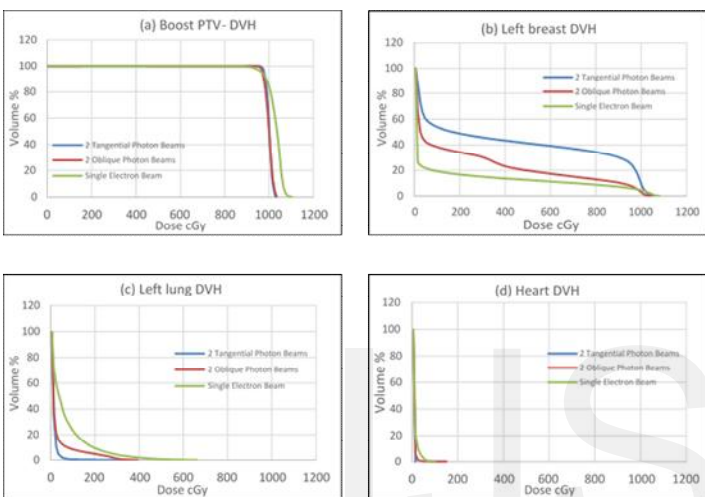 (a) Boost PTV- DVH
120
100
80
60
40
20
0
Volume %
2 Tangential Photon Beams
2 Oblique Photon Beams
Single Electron Beam
0 200 400 600 800 1000 1200
Dose cGy
(b) Left breast DVH
120
100
80
60
40
20
0
Volume %
2 Tangential Photon Beams
2 Oblique Photon Beams
Single Electron Beam
0 200 400 600 800 1000 1200
Dose cGy
(c) Left lung DVH
120
100
80
60
40
20
0
Volume %
2 Tangential Photon Beams
2 Oblique Photon Beams
Single Electron Beam
0 200 400 600 800 1000 1200
Dose cGy
(d) Heart DVH
120
100
80
60
40
20
0
Volume %
2 Tangential Photon Beams
2 Oblique Photon Beams
Single Electron Beam
0 200 400 600 800 1000 1200
Dose cGy